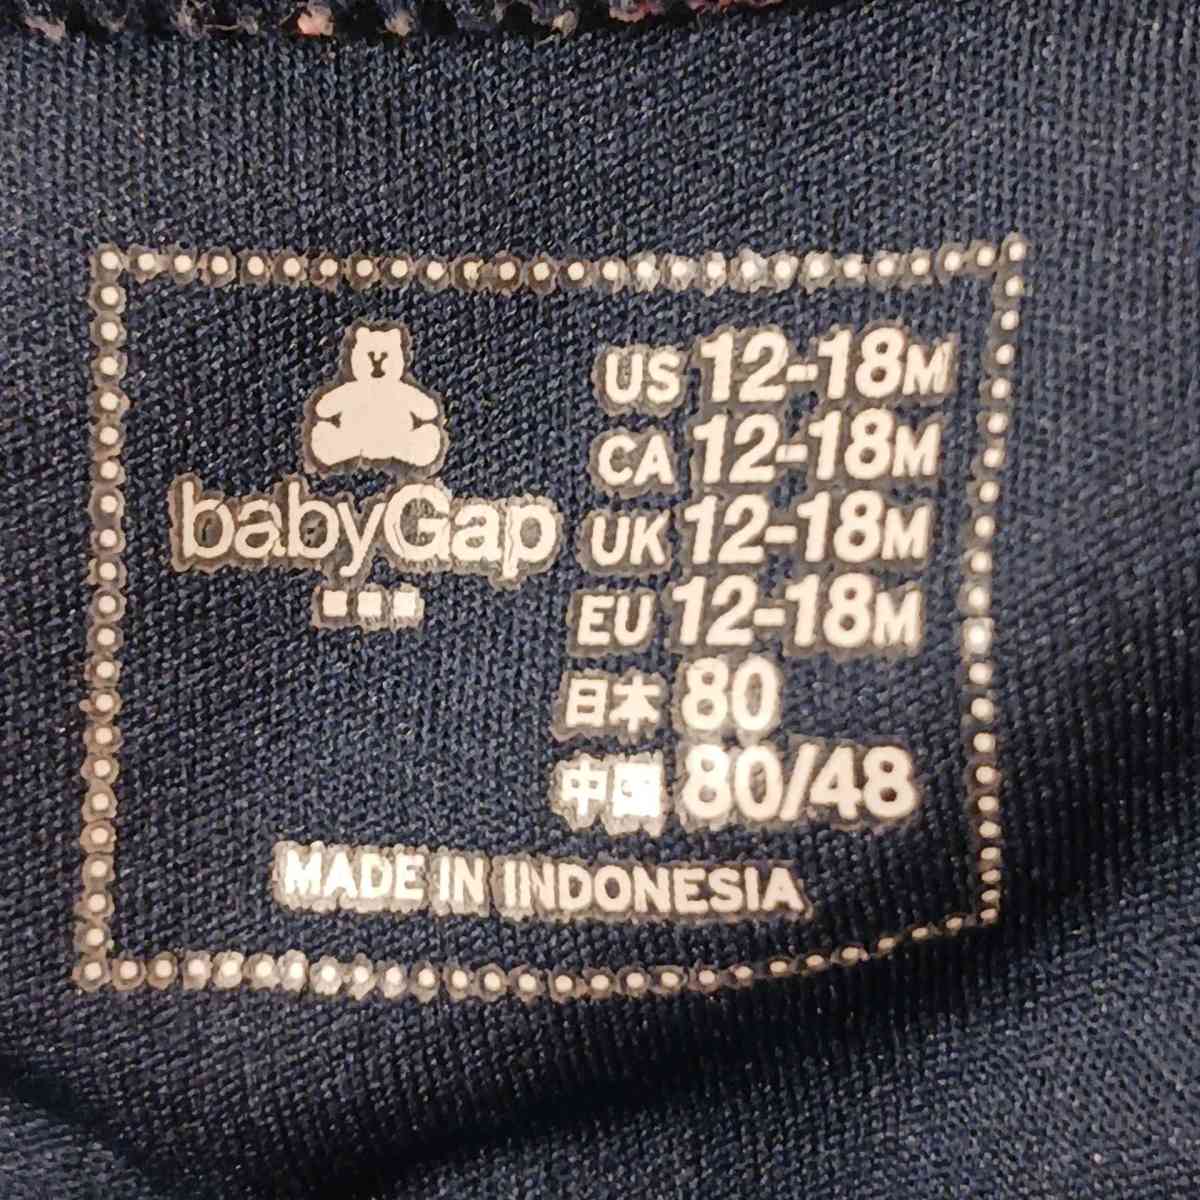 babyGap
US 12-18M
CA 12-18M
UK 12-18M
EU 12-18M
日本 80
中國 80/48
MADE IN INDONESIA